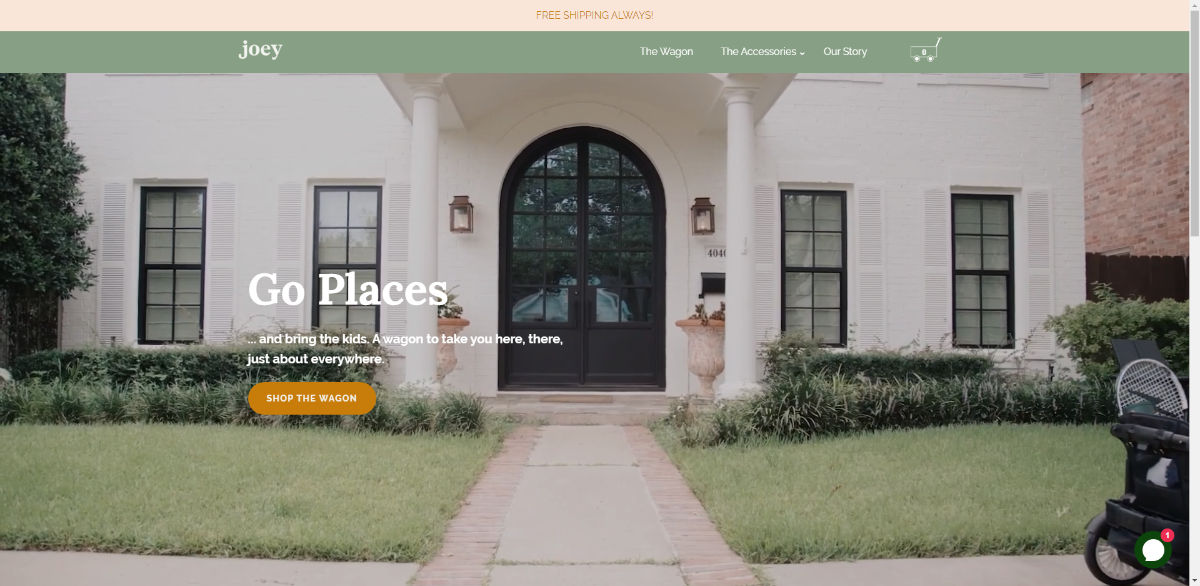 FREE SHIPPING ALWAYS!
joey
The Wagon
The Accessories
Our Story
0
4040
Go Places
... and bring the kids. A wagon to take you here, there,
just about everywhere.
SHOP THE WAGON
1